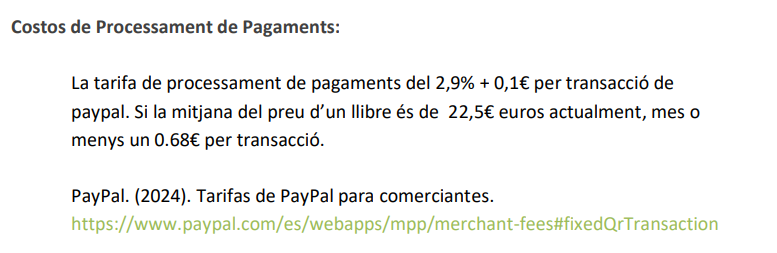 Costos de Processament de Pagaments:
La tarifa de processament de pagaments del 2,9% + 0,1€ per transacció de
paypal. Si la mitjana del preu d’un llibre és de  22,5€ euros actualment, mes o
menys un 0.68€ per transacció.
PayPal. (2024). Tarifas de PayPal para comerciantes.
https://www.paypal.com/es/webapps/mpp/merchant-fees#fixedQrTransaction